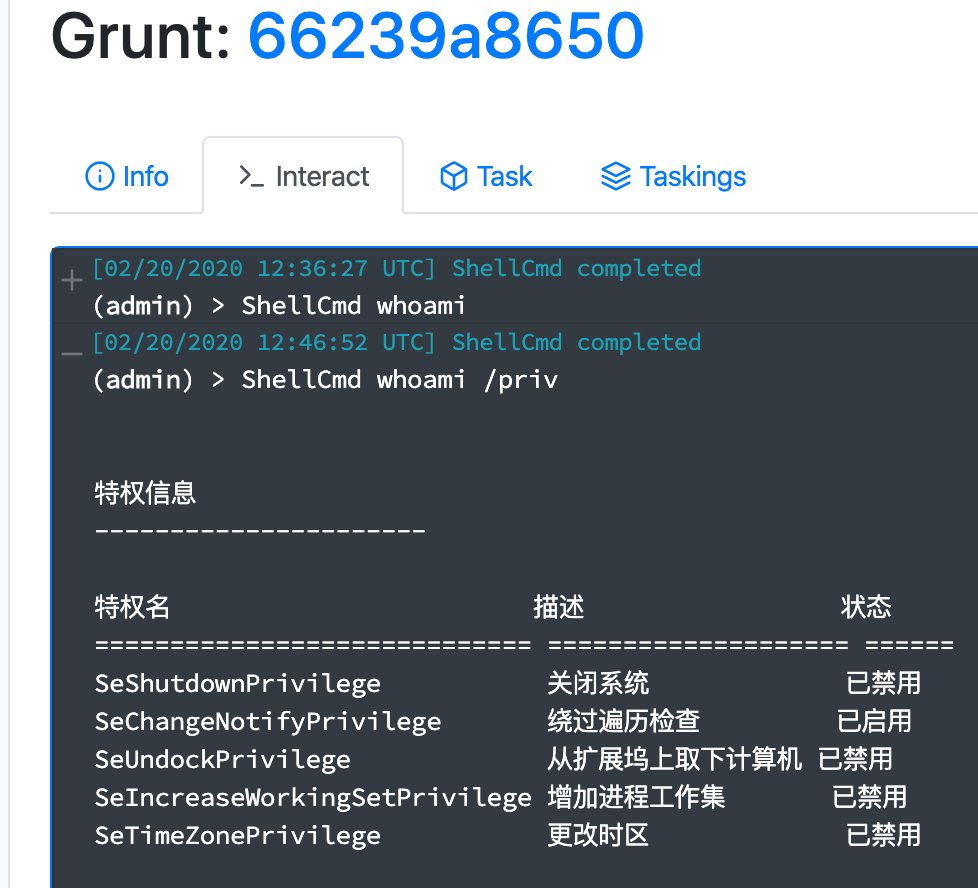 Grunt: 66239a8650
Info Interact Task Taskings
[02/20/2020 12:36:27 UTC] ShellCmd completed
(admin) > ShellCmd whoami
[02/20/2020 12:46:52 UTC] ShellCmd completed
(admin) > ShellCmd whoami /priv
特权信息
----------------------
特权名 描述 状态
============================= ==================== ======
SeShutdownPrivilege 关闭系统 已禁用
SeChangeNotifyPrivilege 绕过遍历检查 已启用
SeUndockPrivilege 从扩展坞上取下计算机 已禁用
SeIncreaseWorkingSetPrivilege 增加进程工作集 已禁用
SeTimeZonePrivilege 更改时区 已禁用